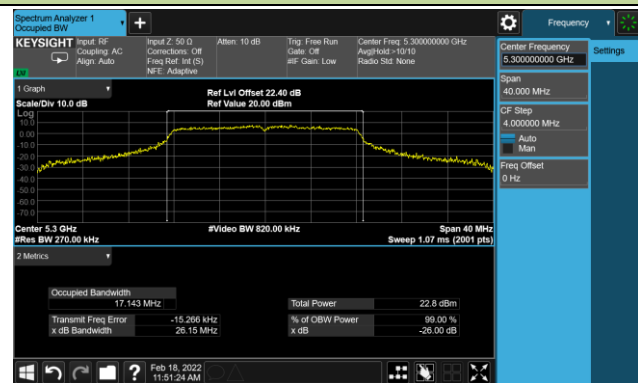 Spectrum Analyzer 1
Occupied BW
Frequency
KEYSIGHT
Input: RF
Coupling: AC
Align: Auto
Input Z: 50 Ω
Corrections: Off
Freq Ref: Int (S)
NFE: Adaptive
Atten: 10 dB
Trig: Free Run
Gate: Off
#IF Gain: Low
Center Freq: 5.300000000 GHz
Avg|Hold:>10/10
Radio Std: None
LXI
Center Frequency
5.300000000 GHz
Settings
Span
40.000 MHz
CF Step
4.000000 MHz
Auto
Man
Freq Offset
0 Hz
1 Graph
Scale/Div 10.0 dB
Ref Lvl Offset 22.40 dB
Ref Value 20.00 dBm
Log
10.0
0.00
-10.0
-20.0
-30.0
-40.0
-50.0
-60.0
-70.0
Center 5.3 GHz
#Video BW 820.00 kHz
Span 40 MHz
#Res BW 270.00 kHz
Sweep 1.07 ms (2001 pts)
2 Metrics
Occupied Bandwidth
17.143 MHz
Total Power 22.8 dBm
Transmit Freq Error -15.266 kHz
% of OBW Power 99.00 %
x dB Bandwidth 26.15 MHz
x dB -26.00 dB
?
Feb 18, 2022
11:51:24 AM